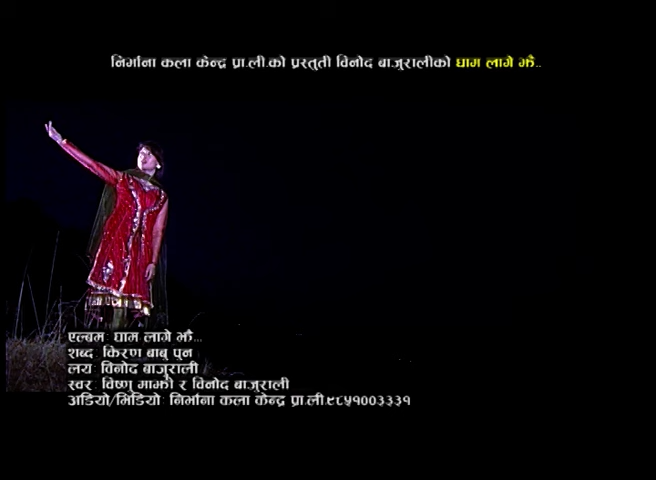 निर्माना कला केन्द्र प्रा.ली.को प्रस्तुती विनोद बाजुरालीको घाम लागे झैं..
एल्बमः घाम लागे झैं...
शब्दः किरण बाबु पुन
लयः विनोद बाजुराली
स्वरः विष्णु माझी र विनोद बाजुराली
अडियो/भिडियोः निर्माना कला केन्द्र प्रा.ली.९८५१००३३३१